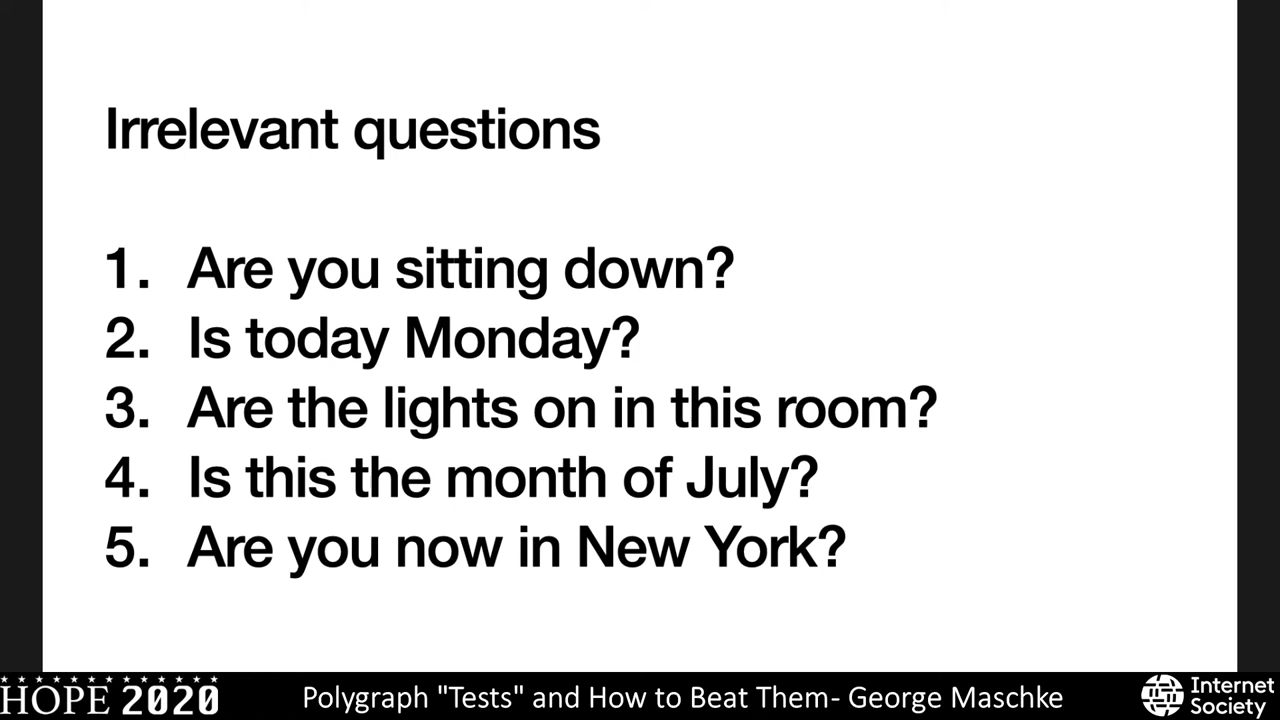 Irrelevant questions
1. Are you sitting down?
2. Is today Monday?
3. Are the lights on in this room?
4. Is this the month of July?
5. Are you now in New York?
HOPE 2020
Polygraph "Tests" and How to Beat Them- George Maschke
Internet
Society